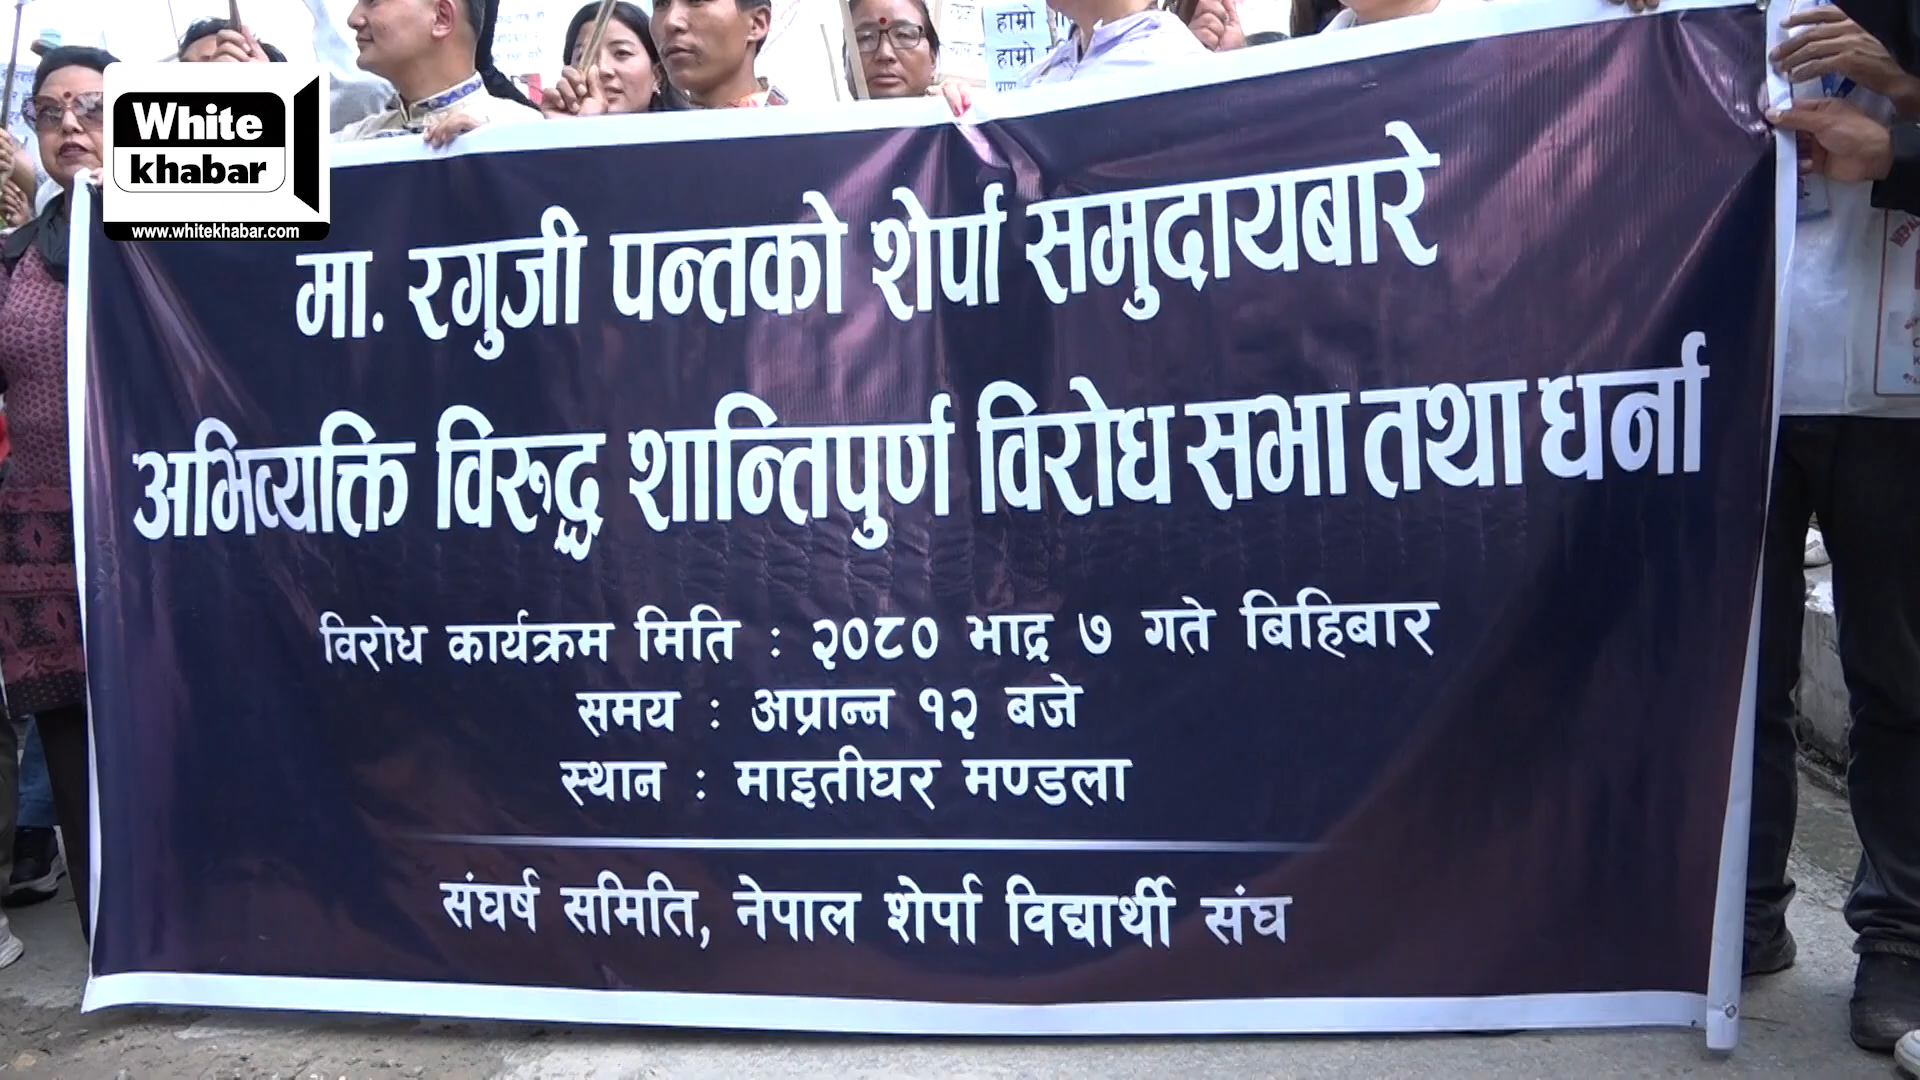 White
khabar
www.whitekhabar.com
हाम्रो
हाम्रो
मा. रगुजी पन्तको शेर्पा समुदायबारे
अभिव्यक्ति विरूद्ध शान्तिपुर्ण विरोध सभा तथा धर्ना
विरोध कार्यक्रम मिति : २०८० भाद्र ७ गते बिहिबार
समय : अप्रान्न १२ बजे
स्थान : माइतीघर मण्डला
संघर्ष समिति, नेपाल शेर्पा विद्यार्थी संघ